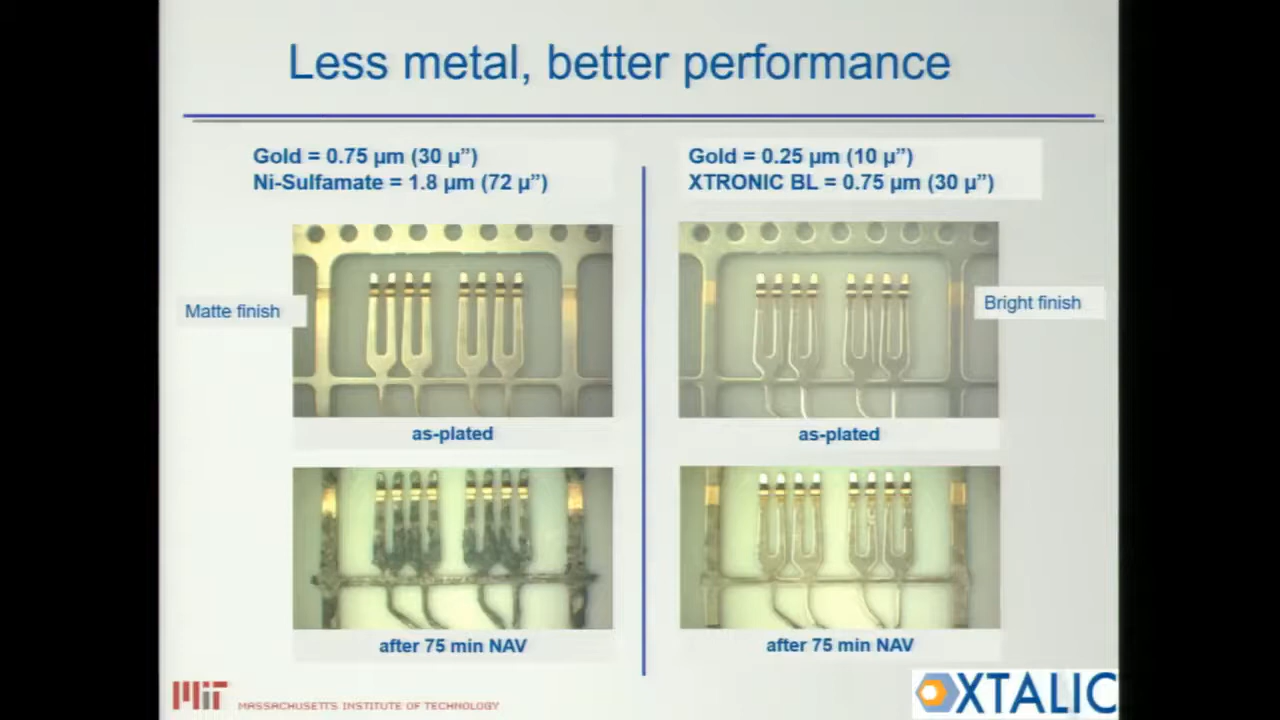 Less metal, better performance
Gold = 0.75 µm (30 µ”)
Ni-Sulfamate = 1.8 µm (72 µ”)
Matte finish
as-plated
after 75 min NAV
Gold = 0.25 µm (10 µ”)
XTRONIC BL = 0.75 µm (30 µ”)
Bright finish
as-plated
after 75 min NAV
MIT MASSACHUSETTS INSTITUTE OF TECHNOLOGY
XTALIC